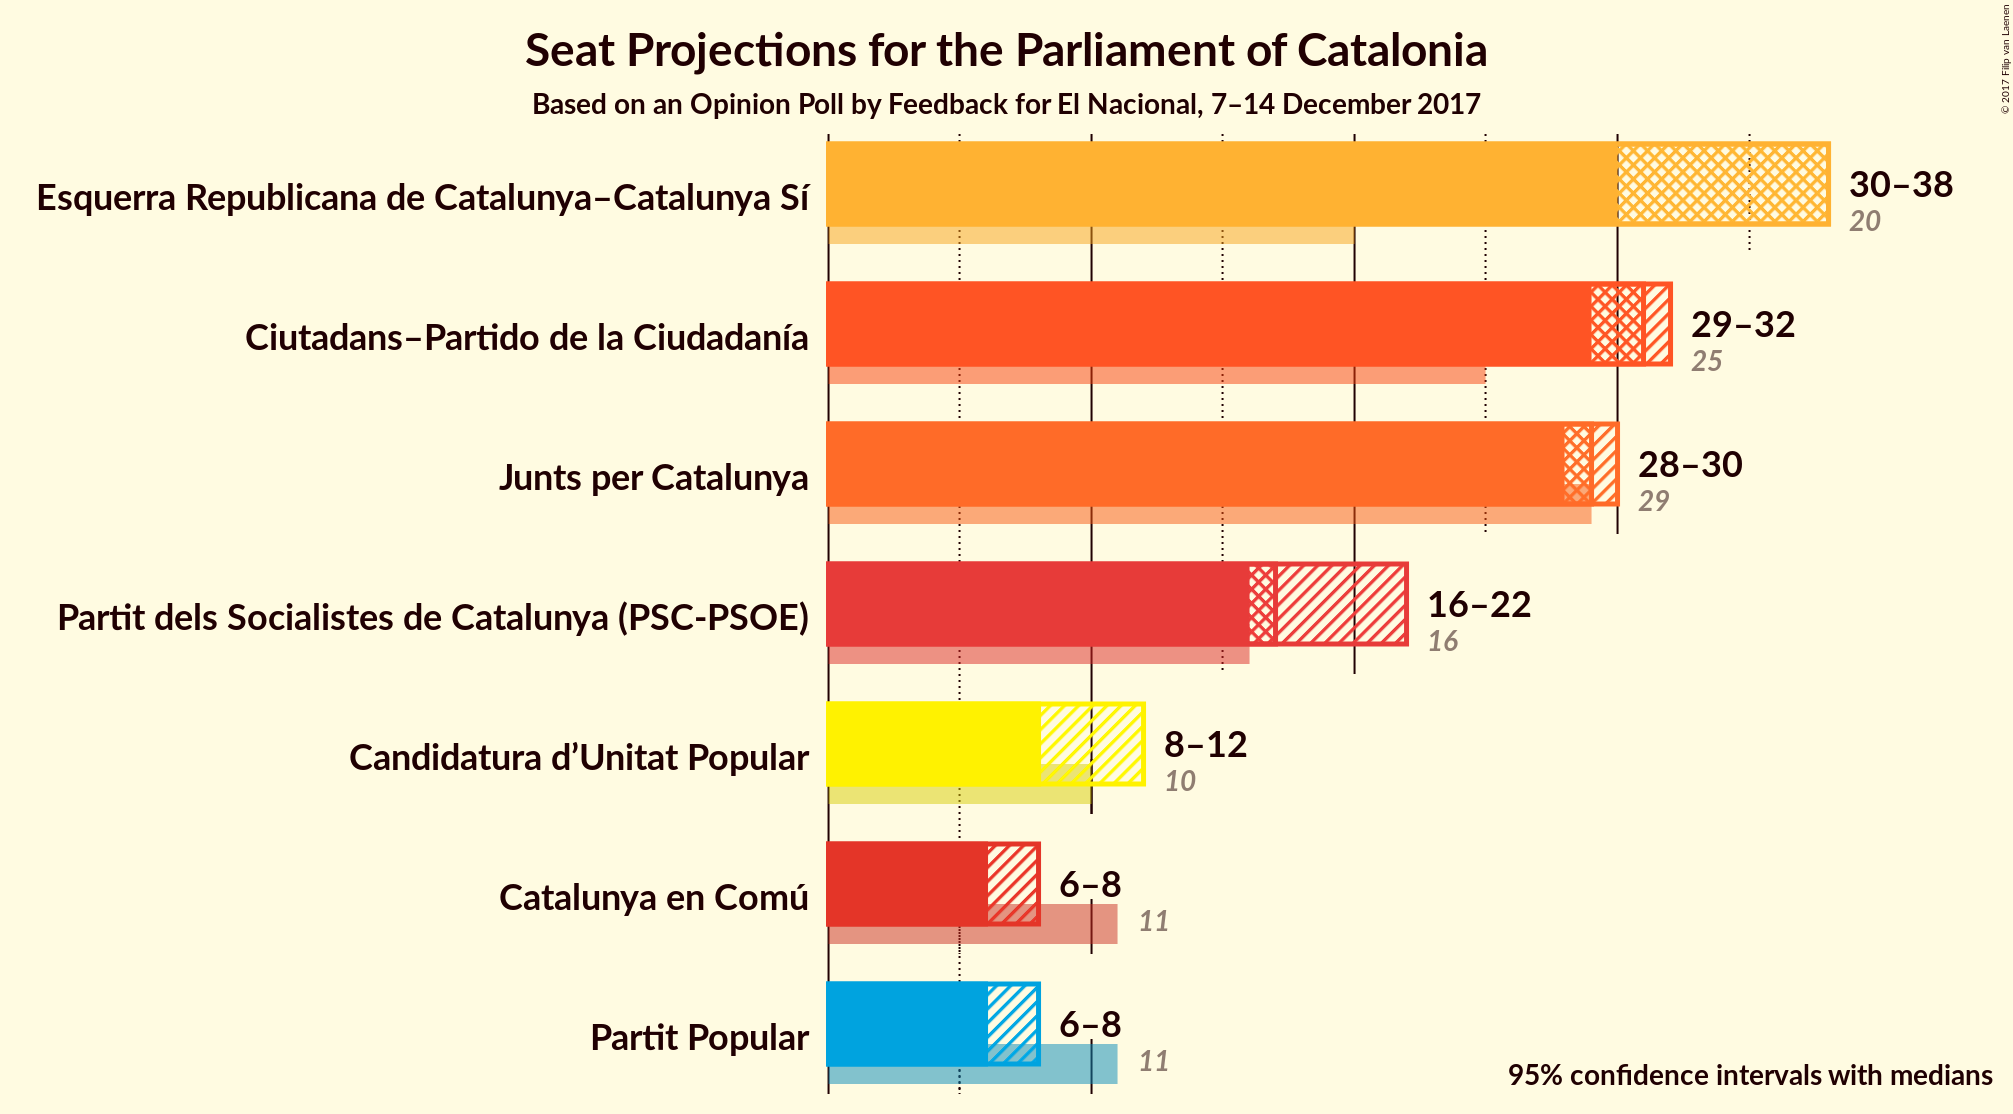 Seat Projections for the Parliament of Catalonia
Based on an Opinion Poll by Feedback for El Nacional, 7–14 December 2017
© 2017 Filip van Laenen
Esquerra Republicana de Catalunya–Catalunya Sí
30–38
20
Ciutadans–Partido de la Ciudadanía
29–32
25
Junts per Catalunya
28–30
29
Partit dels Socialistes de Catalunya (PSC-PSOE)
16–22
16
Candidatura d’Unitat Popular
8–12
10
Catalunya en Comú
6–8
11
Partit Popular
6–8
11
95% confidence intervals with medians